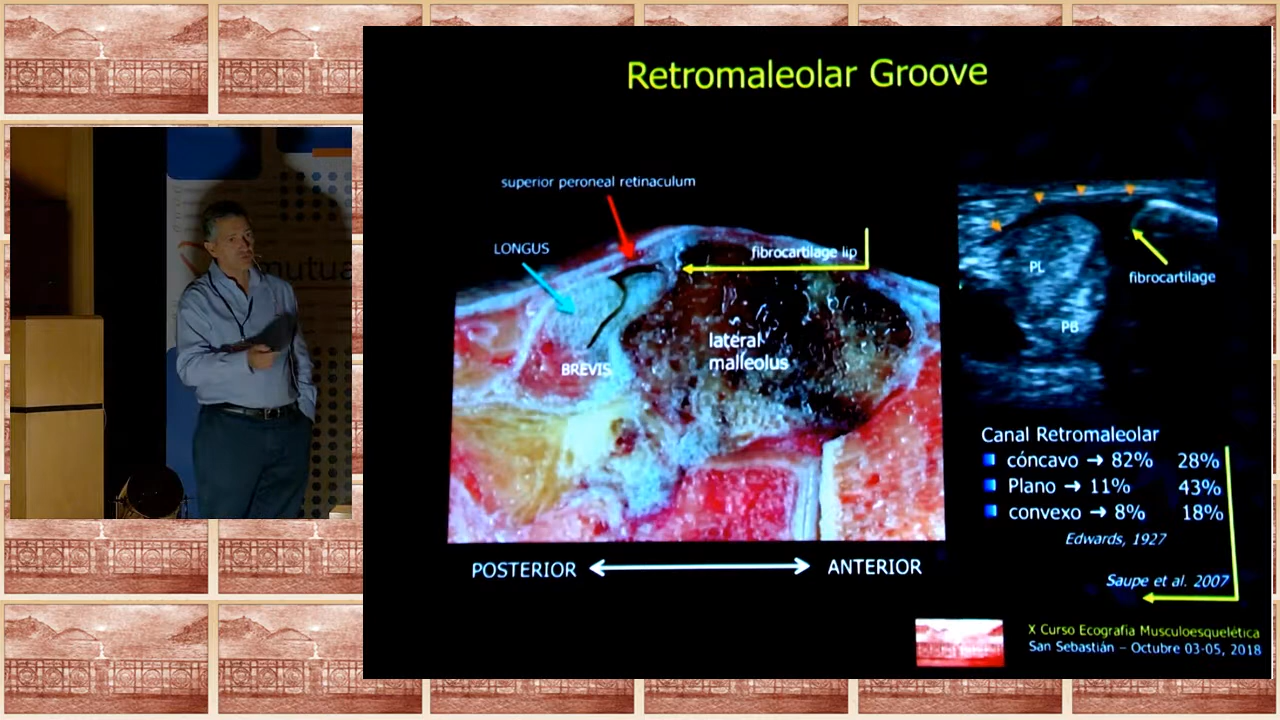 Retromaleolar Groove
superior peroneal retinaculum
LONGUS
fibrocartilage lip
lateral
malleolus
BREVIS
PL
PB
fibrocartilage
POSTERIOR
ANTERIOR
Canal Retromaleolar
cóncavo → 82% 28%
Plano → 11% 43%
convexo → 8% 18%
Edwards, 1927
Saupe et al. 2007
X Curso Ecografía Musculoesquelética
San Sebastián – Octubre 03-05, 2018
mutua